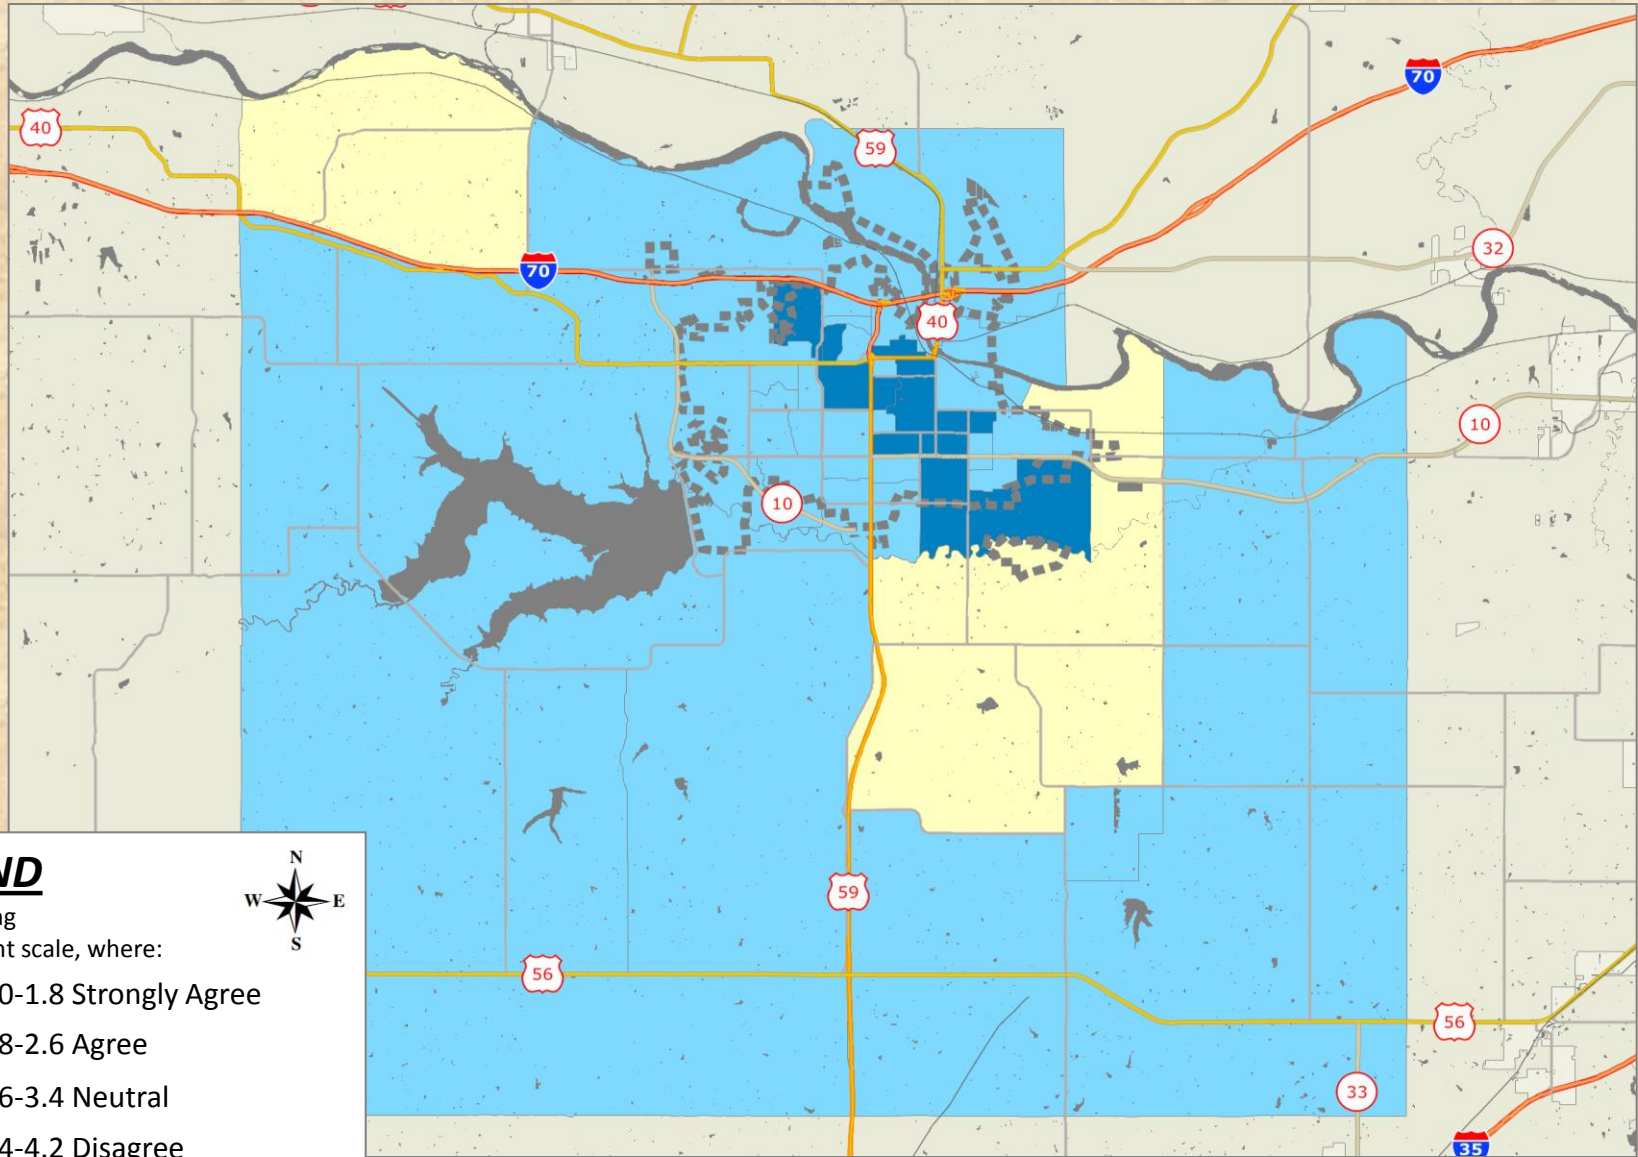 70
40
59
32
70
40
10
10
59
56
56
33
35
ND
N
W E
S
ng
nt scale, where:
0-1.8 Strongly Agree
8-2.6 Agree
6-3.4 Neutral
4-4.2 Disagree